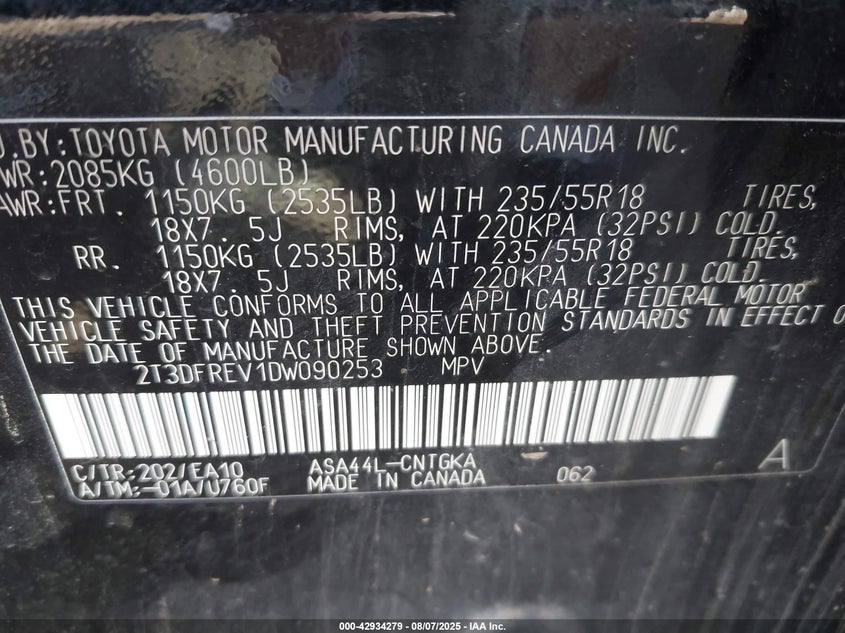 D.BY:TOYOTA MOTOR MANUFACTURING CANADA INC.
WR:2085KG (4600LB)
AWR:FRT. 1150KG (2535LB) WITH 235/55R18 TIRES,
18X7.5J RIMS, AT 220KPA (32PSI) COLD.
RR. 1150KG (2535LB) WITH 235/55R18 TIRES,
18X7.5J RIMS, AT 220KPA (32PSI) COLD.
THIS VEHICLE CONFORMS TO ALL APPLICABLE FEDERAL MOTOR
VEHICLE SAFETY AND THEFT PREVENTION STANDARDS IN EFFECT O
THE DATE OF MANUFACTURE SHOWN ABOVE.
2T3DFREV1DW090253 MPV
C/TR:202/EA10 ASA44L-CNTGKA A
A/TM:-01A/U760F MADE IN CANADA 062
000-42934279 - 08/07/2025 - IAA Inc.